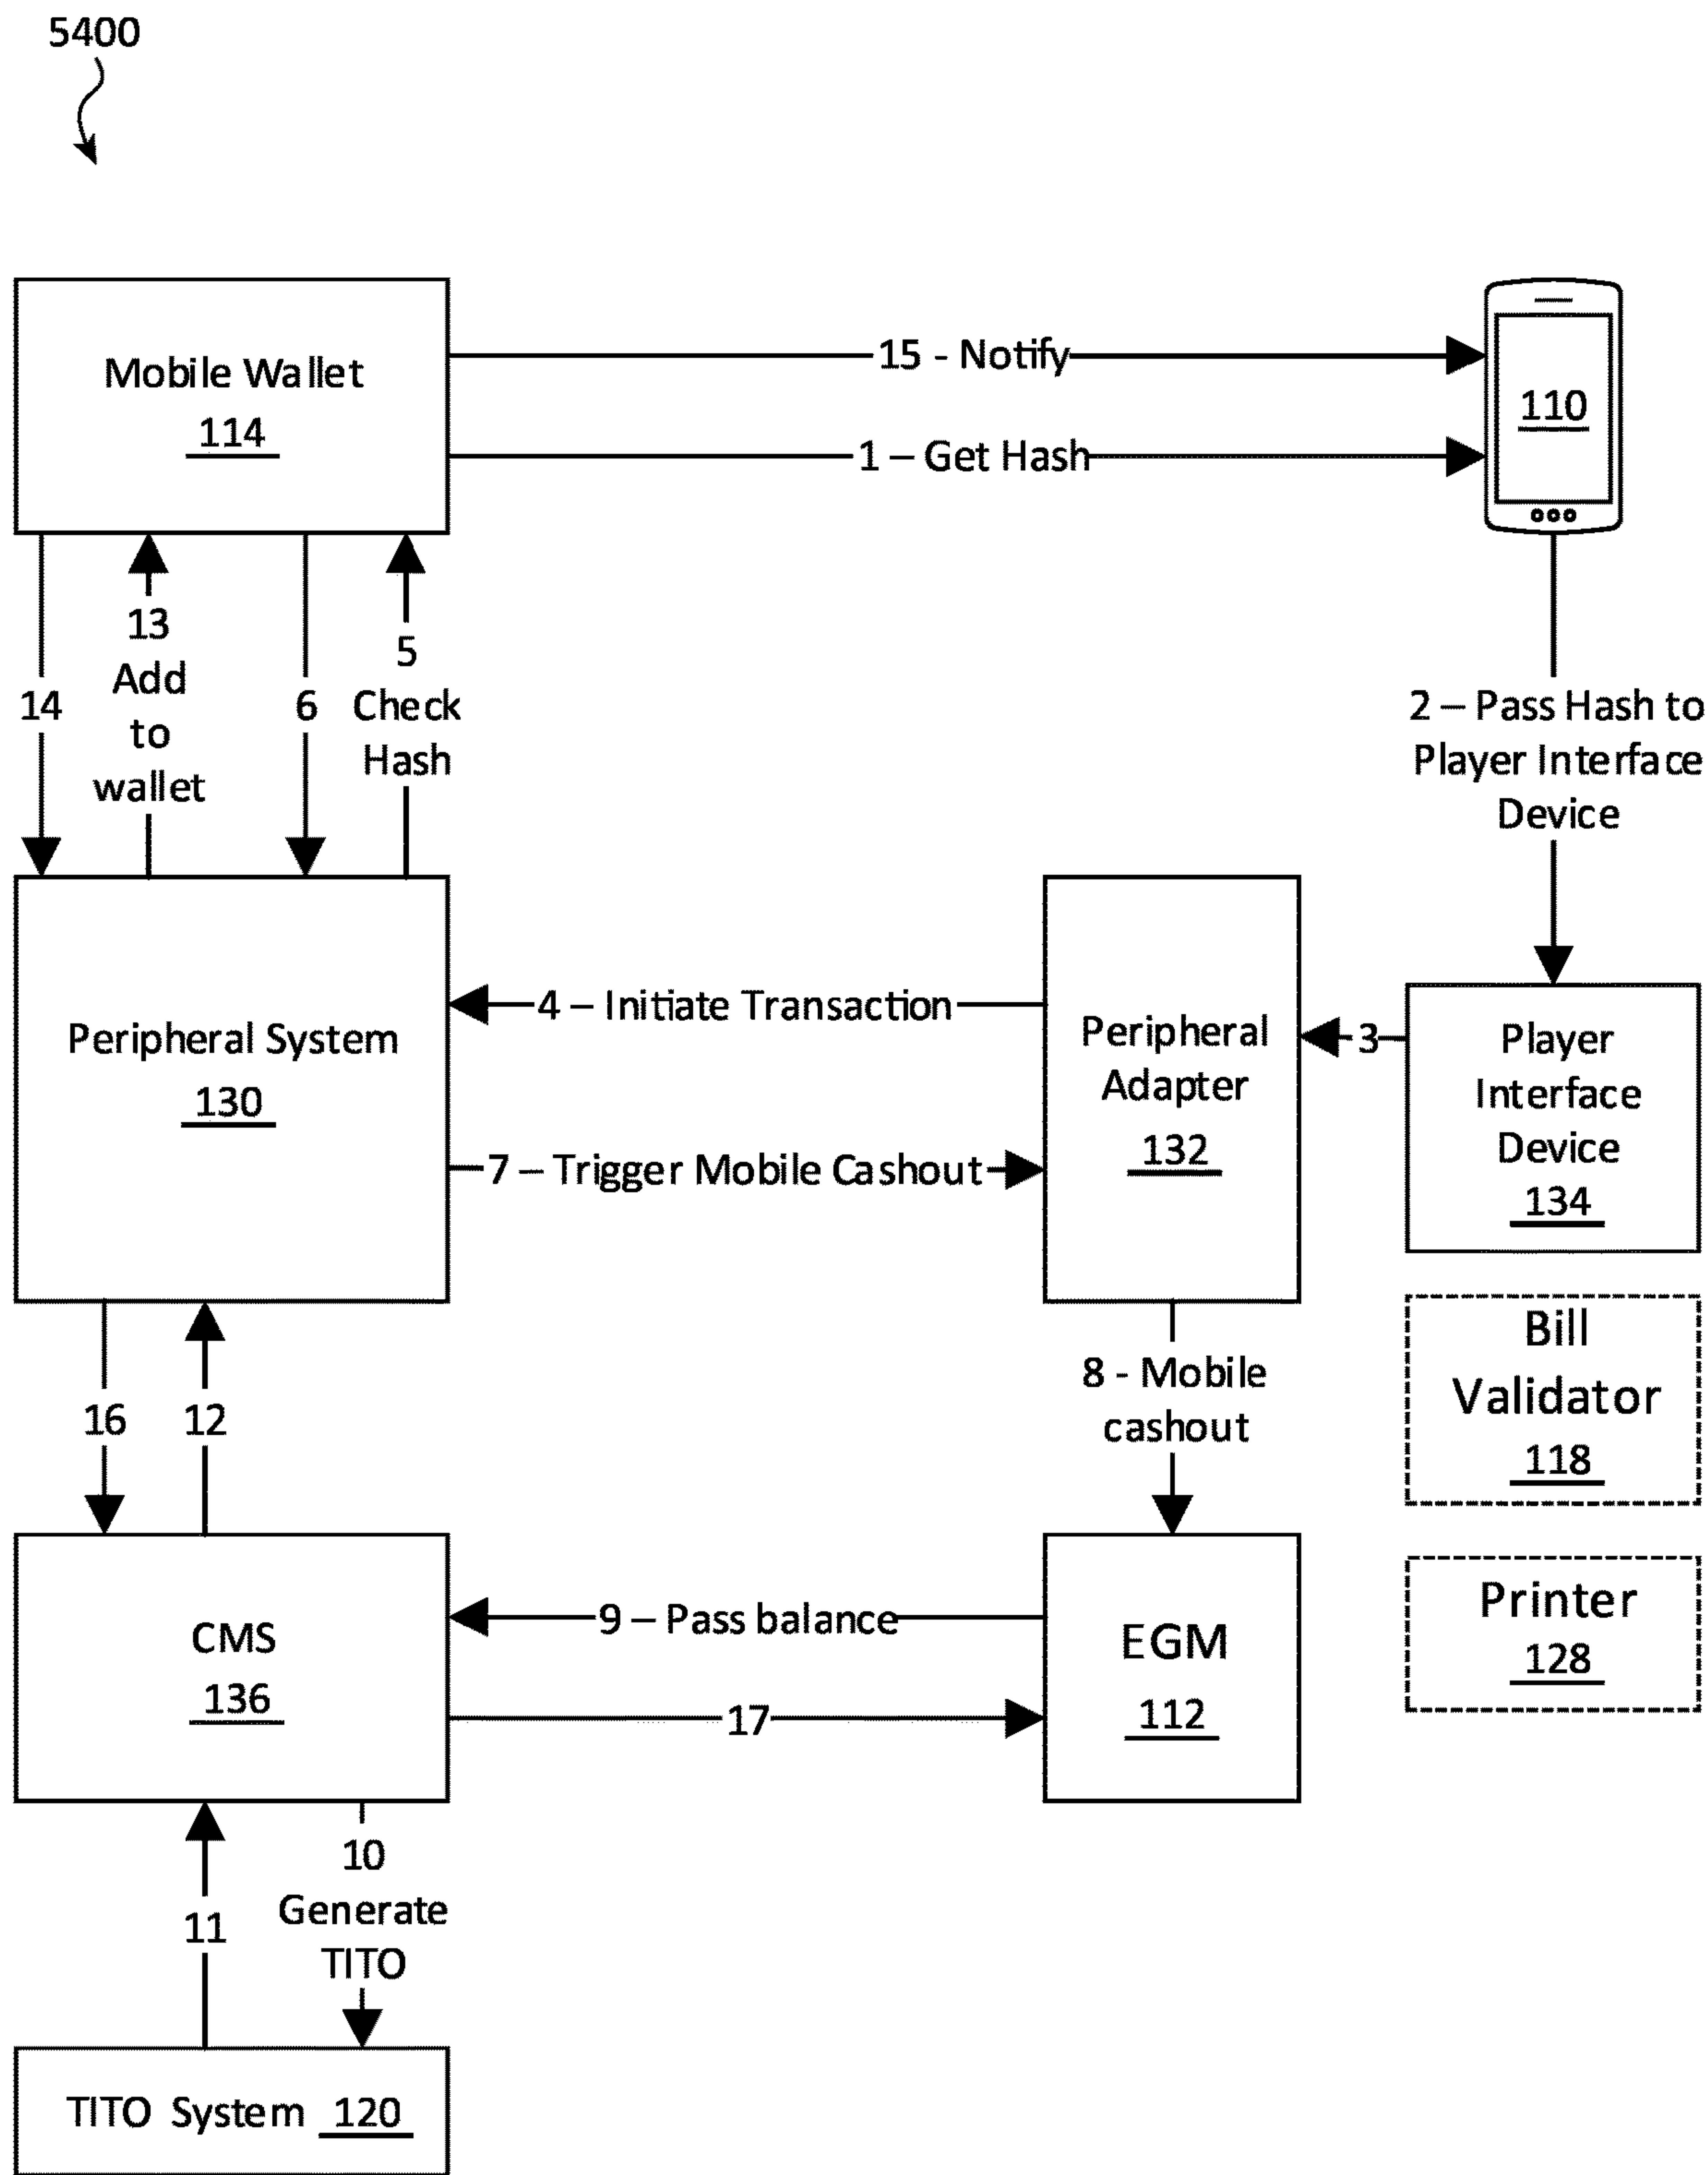 5400
Mobile Wallet
114
15 - Notify
1 – Get Hash
110
14
13
Add
to
wallet
6
5
Check
Hash
2 – Pass Hash to
Player Interface
Device
Peripheral System
130
4 – Initiate Transaction
7 – Trigger Mobile Cashout
Peripheral
Adapter
132
3
Player
Interface
Device
134
16
12
8 - Mobile
cashout
Bill
Validator
118
CMS
136
9 – Pass balance
17
EGM
112
Printer
128
11
10
Generate
TITO
TITO System 120